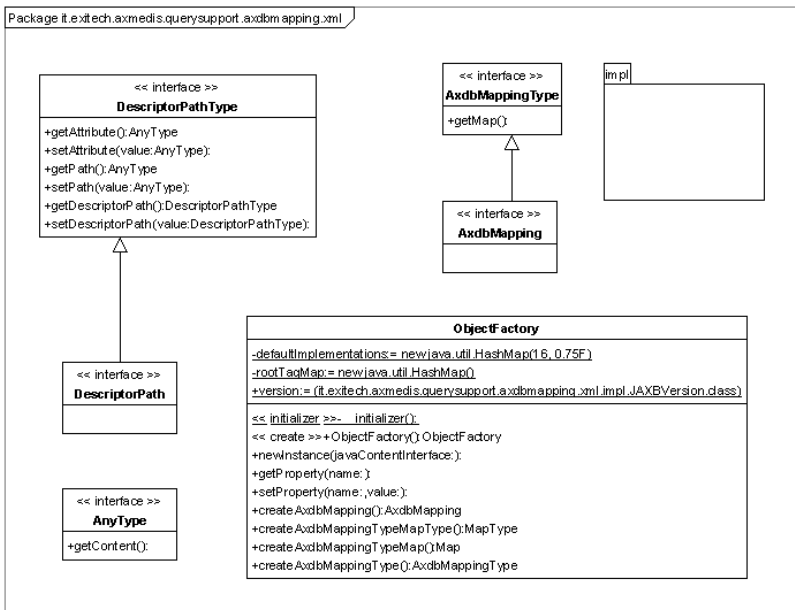 Package it.exitech.axmedis.querysupport.axdbmapping.xml
<< interface >>
DescriptorPathType
+getAttribute():AnyType
+setAttribute(value:AnyType):
+getPath():AnyType
+setPath(value:AnyType):
+getDescriptorPath():DescriptorPathType
+setDescriptorPath(value:DescriptorPathType):
<< interface >>
AxdbMappingType
+getMap():
impl
<< interface >>
AxdbMapping
<< interface >>
DescriptorPath
<< interface >>
AnyType
+getContent():
ObjectFactory
-defaultImplementations:= new java.util.HashMap(16, 0.75F)
-rootTagMap:= new java.util.HashMap()
+version:= (it.exitech.axmedis.querysupport.axdbmapping.xml.impl.JAXBVersion.class)
<< initializer >>-__initializer():
<< create >>+ObjectFactory():ObjectFactory
+newInstance(javaContentInterface:):
+getProperty(name:):
+setProperty(name:,value:):
+createAxdbMapping():AxdbMapping
+createAxdbMappingTypeMapType():MapType
+createAxdbMappingTypeMap():Map
+createAxdbMappingType():AxdbMappingType